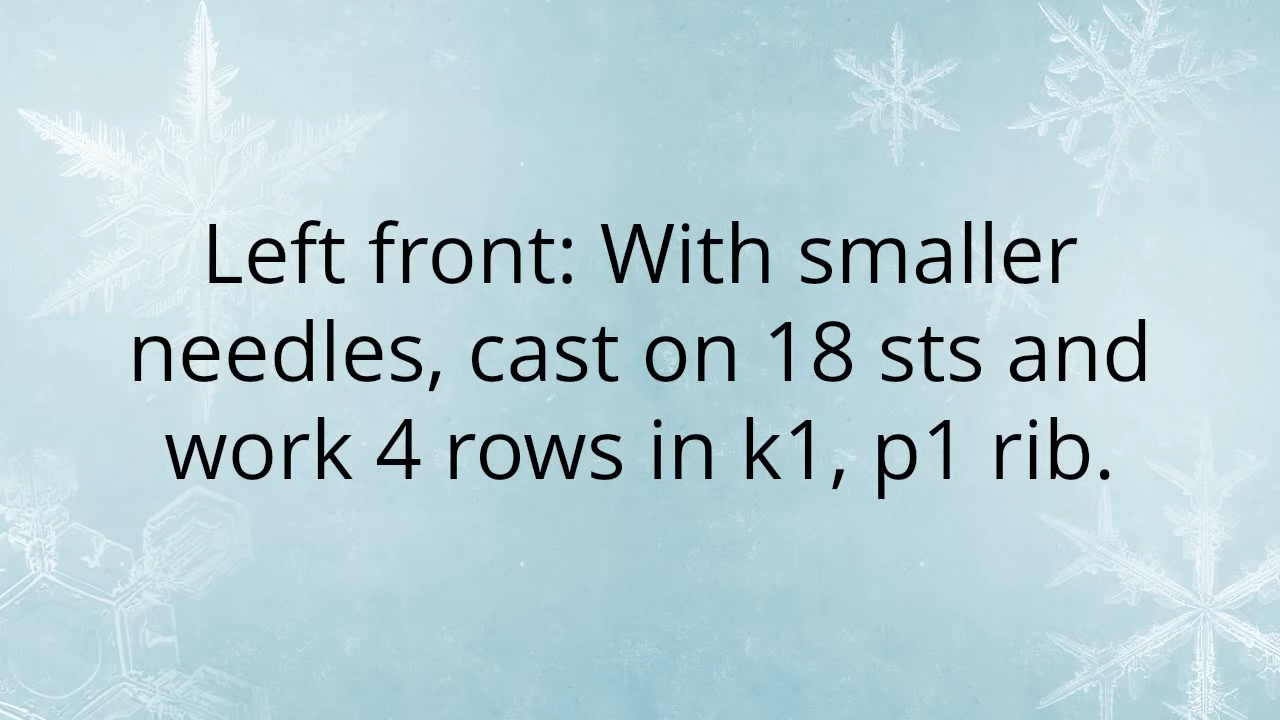 Left front: With smaller
needles, cast on 18 sts and
work 4 rows in k1, p1 rib.